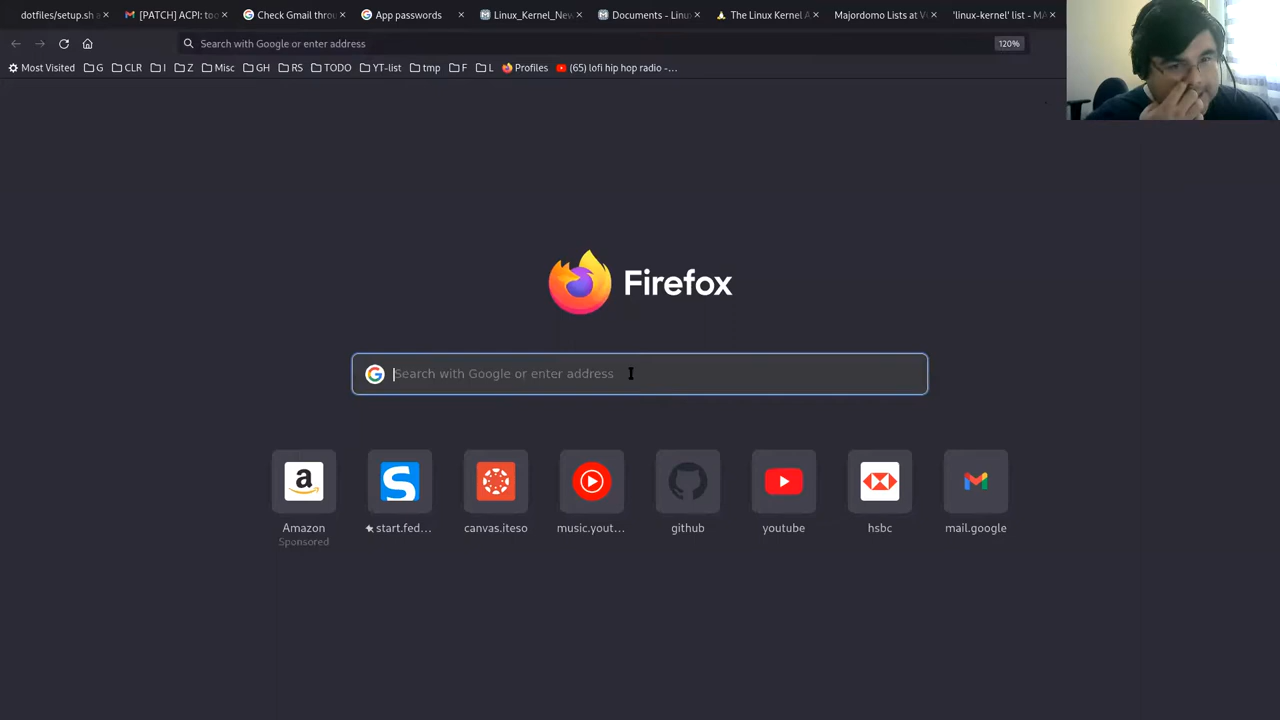 dotfiles/setup.sh a
[PATCH] ACPI: too
Check Gmail throu
App passwords
Linux_Kernel_New
Documents - Linu
The Linux Kernel A
Majordomo Lists at V
'linux-kernel' list - MA
Search with Google or enter address
120%
Most Visited
G
CLR
I
Z
Misc
GH
RS
TODO
YT-list
tmp
F
L
Profiles
(65) lofi hip hop radio -...
Firefox
Search with Google or enter address
Amazon
Sponsored
start.fed...
canvas.iteso
music.yout...
github
youtube
hsbc
mail.google